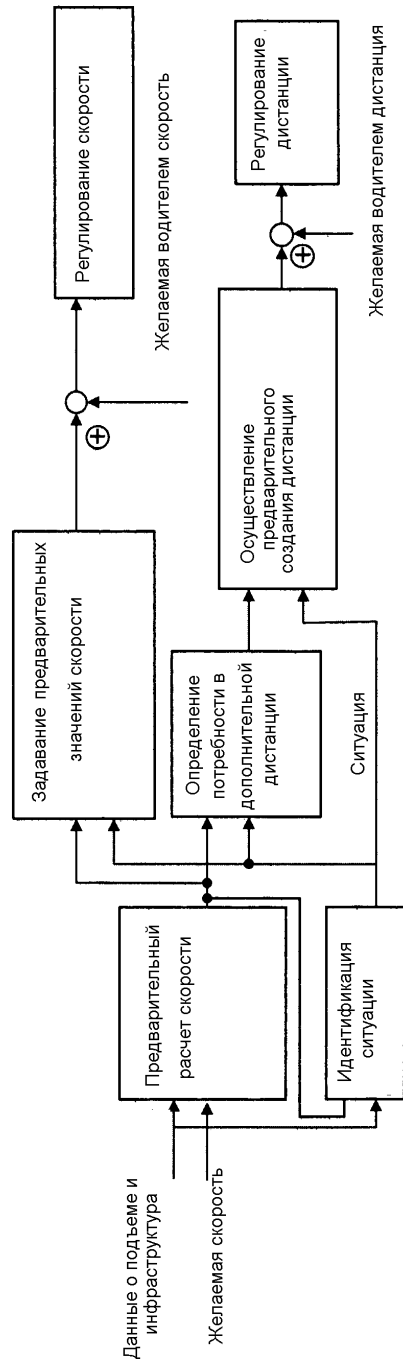 Данные о подъеме и
инфраструктура
Желаемая скорость
Предварительный
расчет скорости
Идентификация
ситуации
Задавание предварительных
значений скорости
Определение
потребности в
дополнительной
дистанции
Ситуация
Осуществление
предварительного
создания дистанции
Регулирование скорости
Желаемая водителем скорость
Регулирование
дистанции
Желаемая водителем дистанция